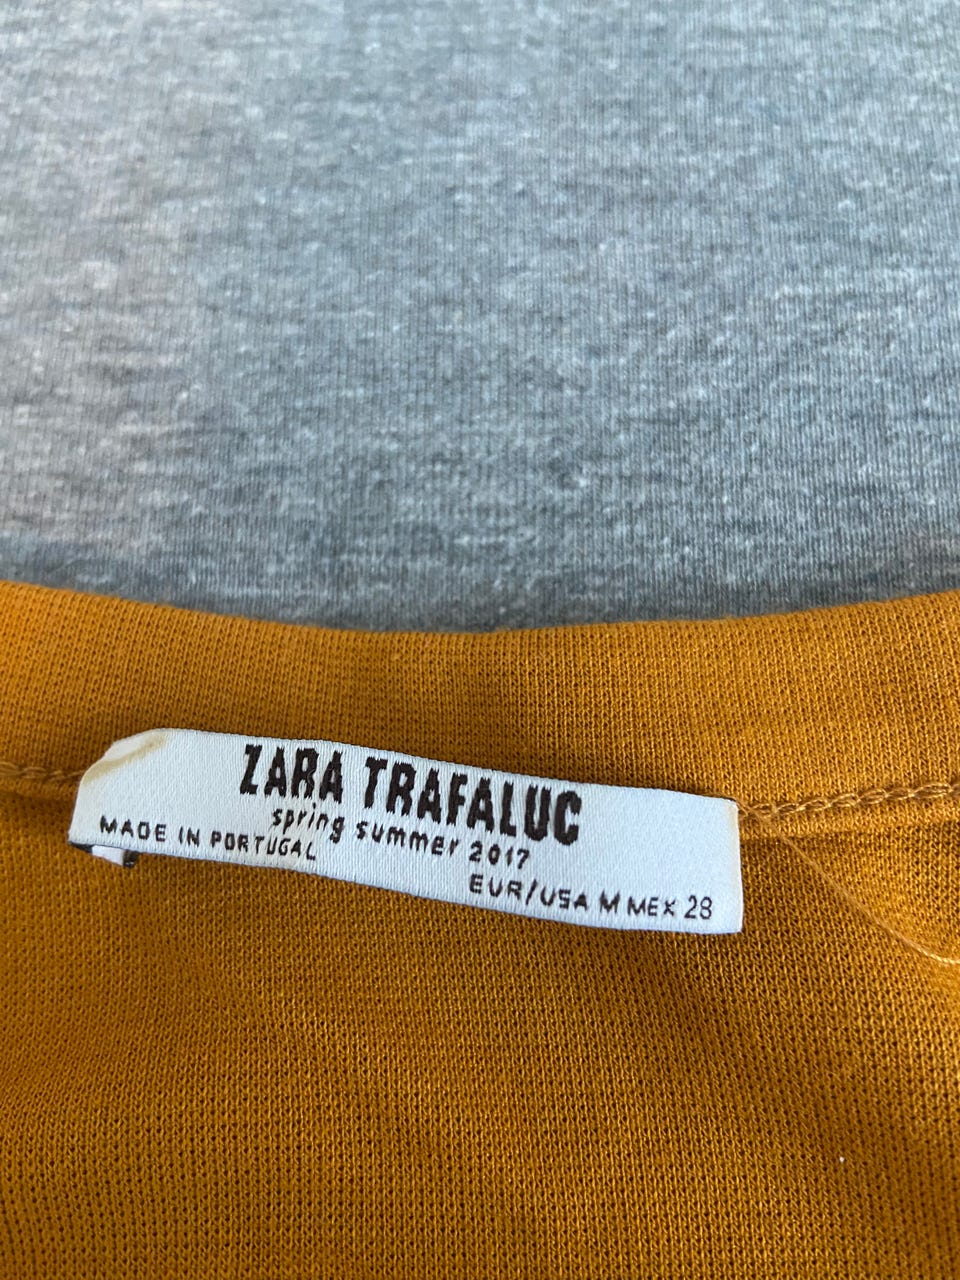 ZARA TRAFALUC
spring summer 2017
MADE IN PORTUGAL
EUR/USA M MEX 28